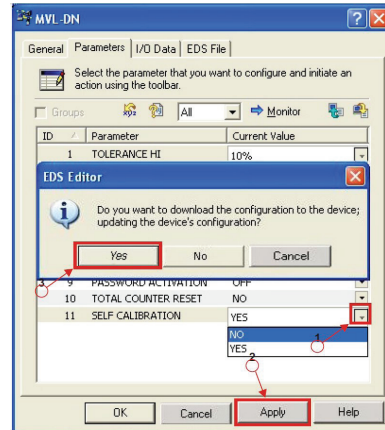 MVL-DN
General Parameters I/O Data EDS File
Select the parameter that you want to configure and initiate an
action using the toolbar.
Groups All Monitor
ID Parameter Current Value
1 TOLERANCE HI 10%
EDS Editor
Do you want to download the configuration to the device;
updating the device's configuration?
Yes No Cancel
3 9 PASSWORD ACTIVATION OFF
10 TOTAL COUNTER RESET NO
11 SELF CALIBRATION YES
NO 1
YES 2
OK Cancel Apply Help